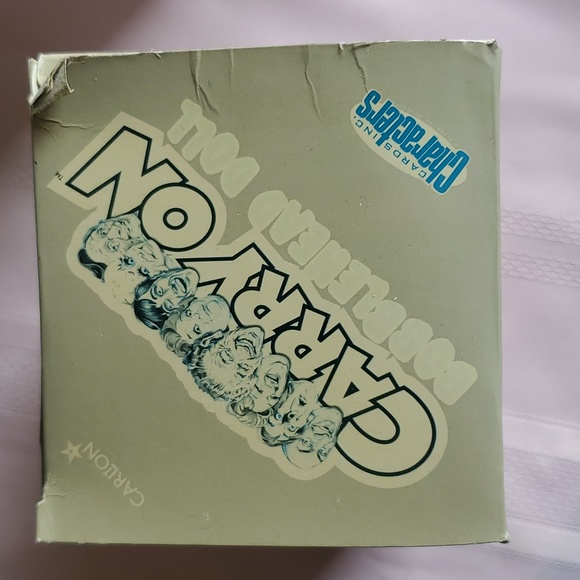 CARDS INC.
Characters
CARRY ON
TM
BOBBLEHEAD DOLL
CARLTON